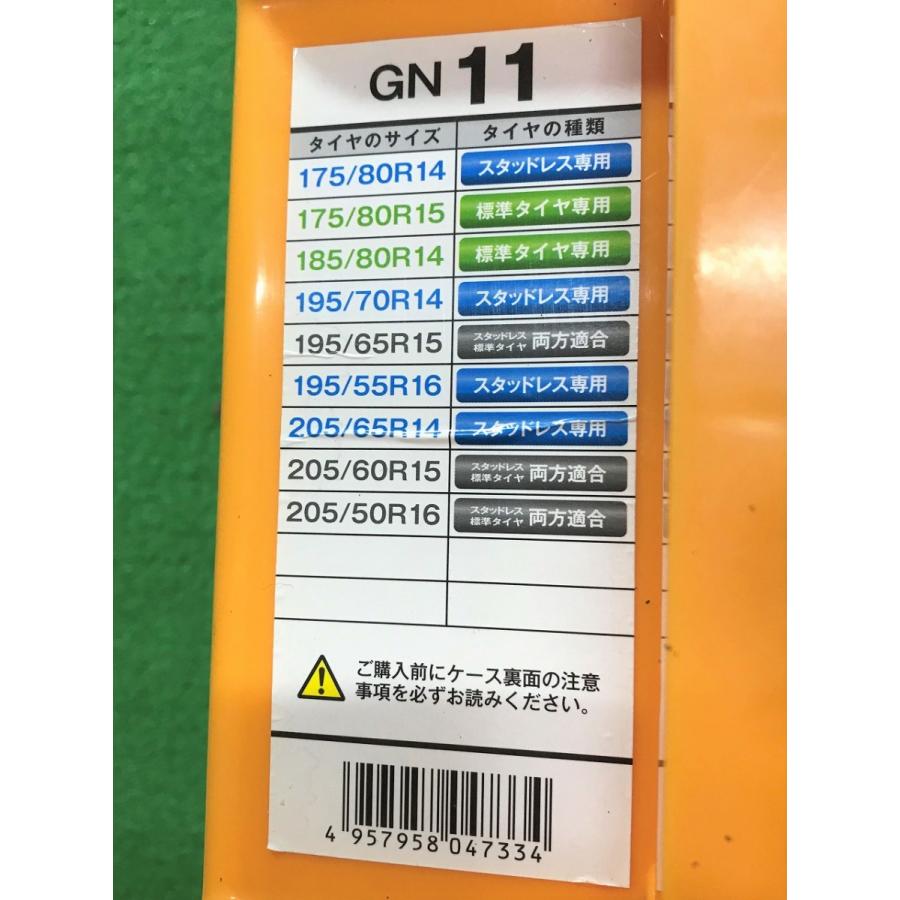 GN 11
タイヤのサイズ タイヤの種類
175/80R14 スタッドレス専用
175/80R15 標準タイヤ専用
185/80R14 標準タイヤ専用
195/70R14 スタッドレス専用
195/65R15 スタッドレス 標準タイヤ 両方適合
195/55R16 スタッドレス専用
205/65R14 スタッドレス専用
205/60R15 スタッドレス 標準タイヤ 両方適合
205/50R16 スタッドレス 標準タイヤ 両方適合
ご購入前にケース裏面の注意
事項を必ずお読みください。
4 957958 047334